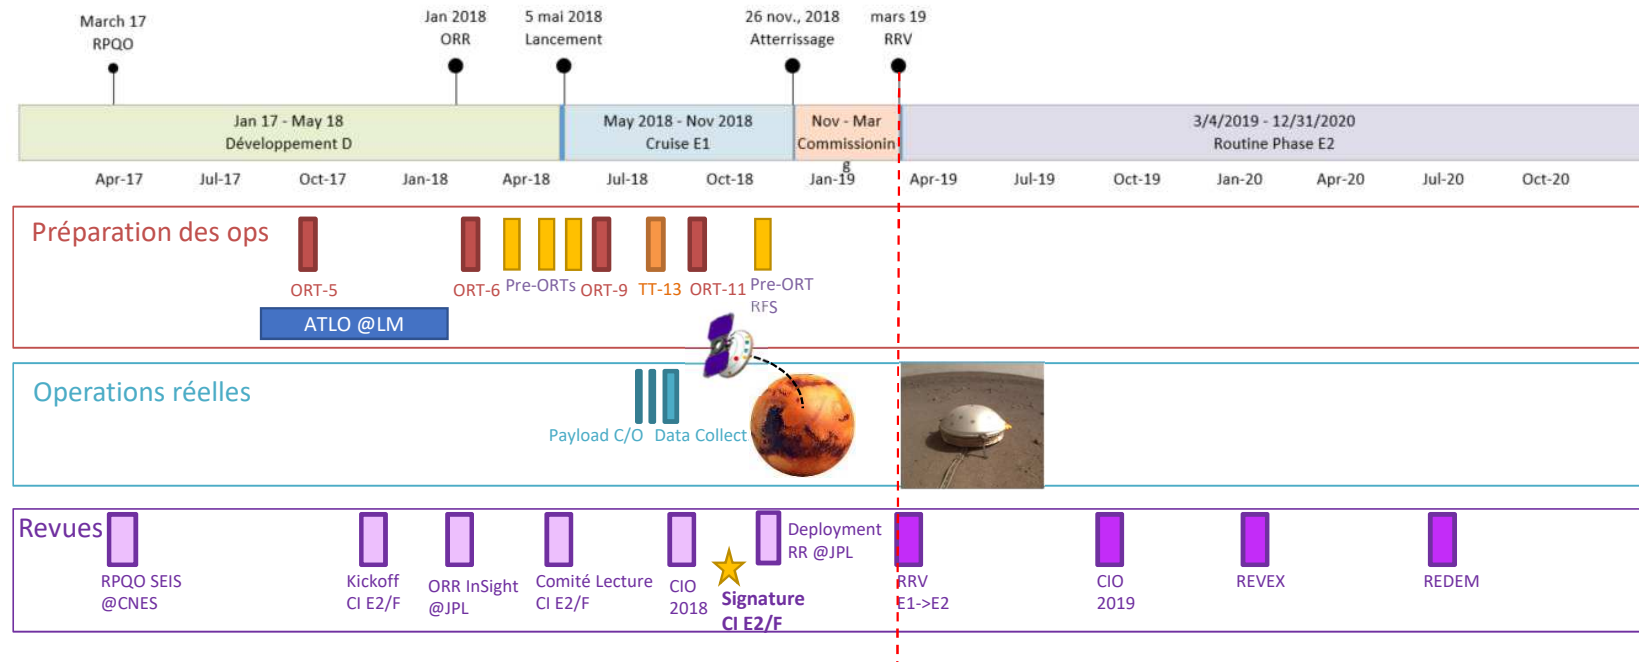 March 17
RPQO
Jan 2018
ORR
5 mai 2018
Lancement
26 nov., 2018
Atterrissage
mars 19
RRV
Jan 17 - May 18
Développement D
May 2018 - Nov 2018
Cruise E1
Nov - Mar
Commissionin
g
3/4/2019 - 12/31/2020
Routine Phase E2
Apr-17
Jul-17
Oct-17
Jan-18
Apr-18
Jul-18
Oct-18
Jan-19
Apr-19
Jul-19
Oct-19
Jan-20
Apr-20
Jul-20
Oct-20
Préparation des ops
ORT-5
ORT-6
Pre-ORTs
ORT-9
TT-13
ORT-11
Pre-ORT
RFS
ATLO @LM
Operations réelles
Payload C/O
Data Collect
Revues
RPQO SEIS
@CNES
Kickoff
CI E2/F
ORR InSight
@JPL
Comité Lecture
CI E2/F
CIO
2018
Signature
CI E2/F
Deployment
RR @JPL
RRV
E1->E2
CIO
2019
REVEX
REDEM